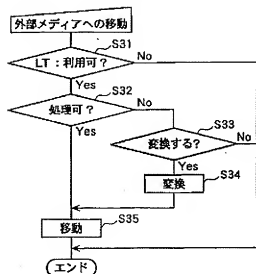 外部メディアへの移動
S31
LT：利用可？
No
Yes
S32
処理可？
No
Yes
S33
変換する？
No
Yes
S34
変換
S35
移動
エンド